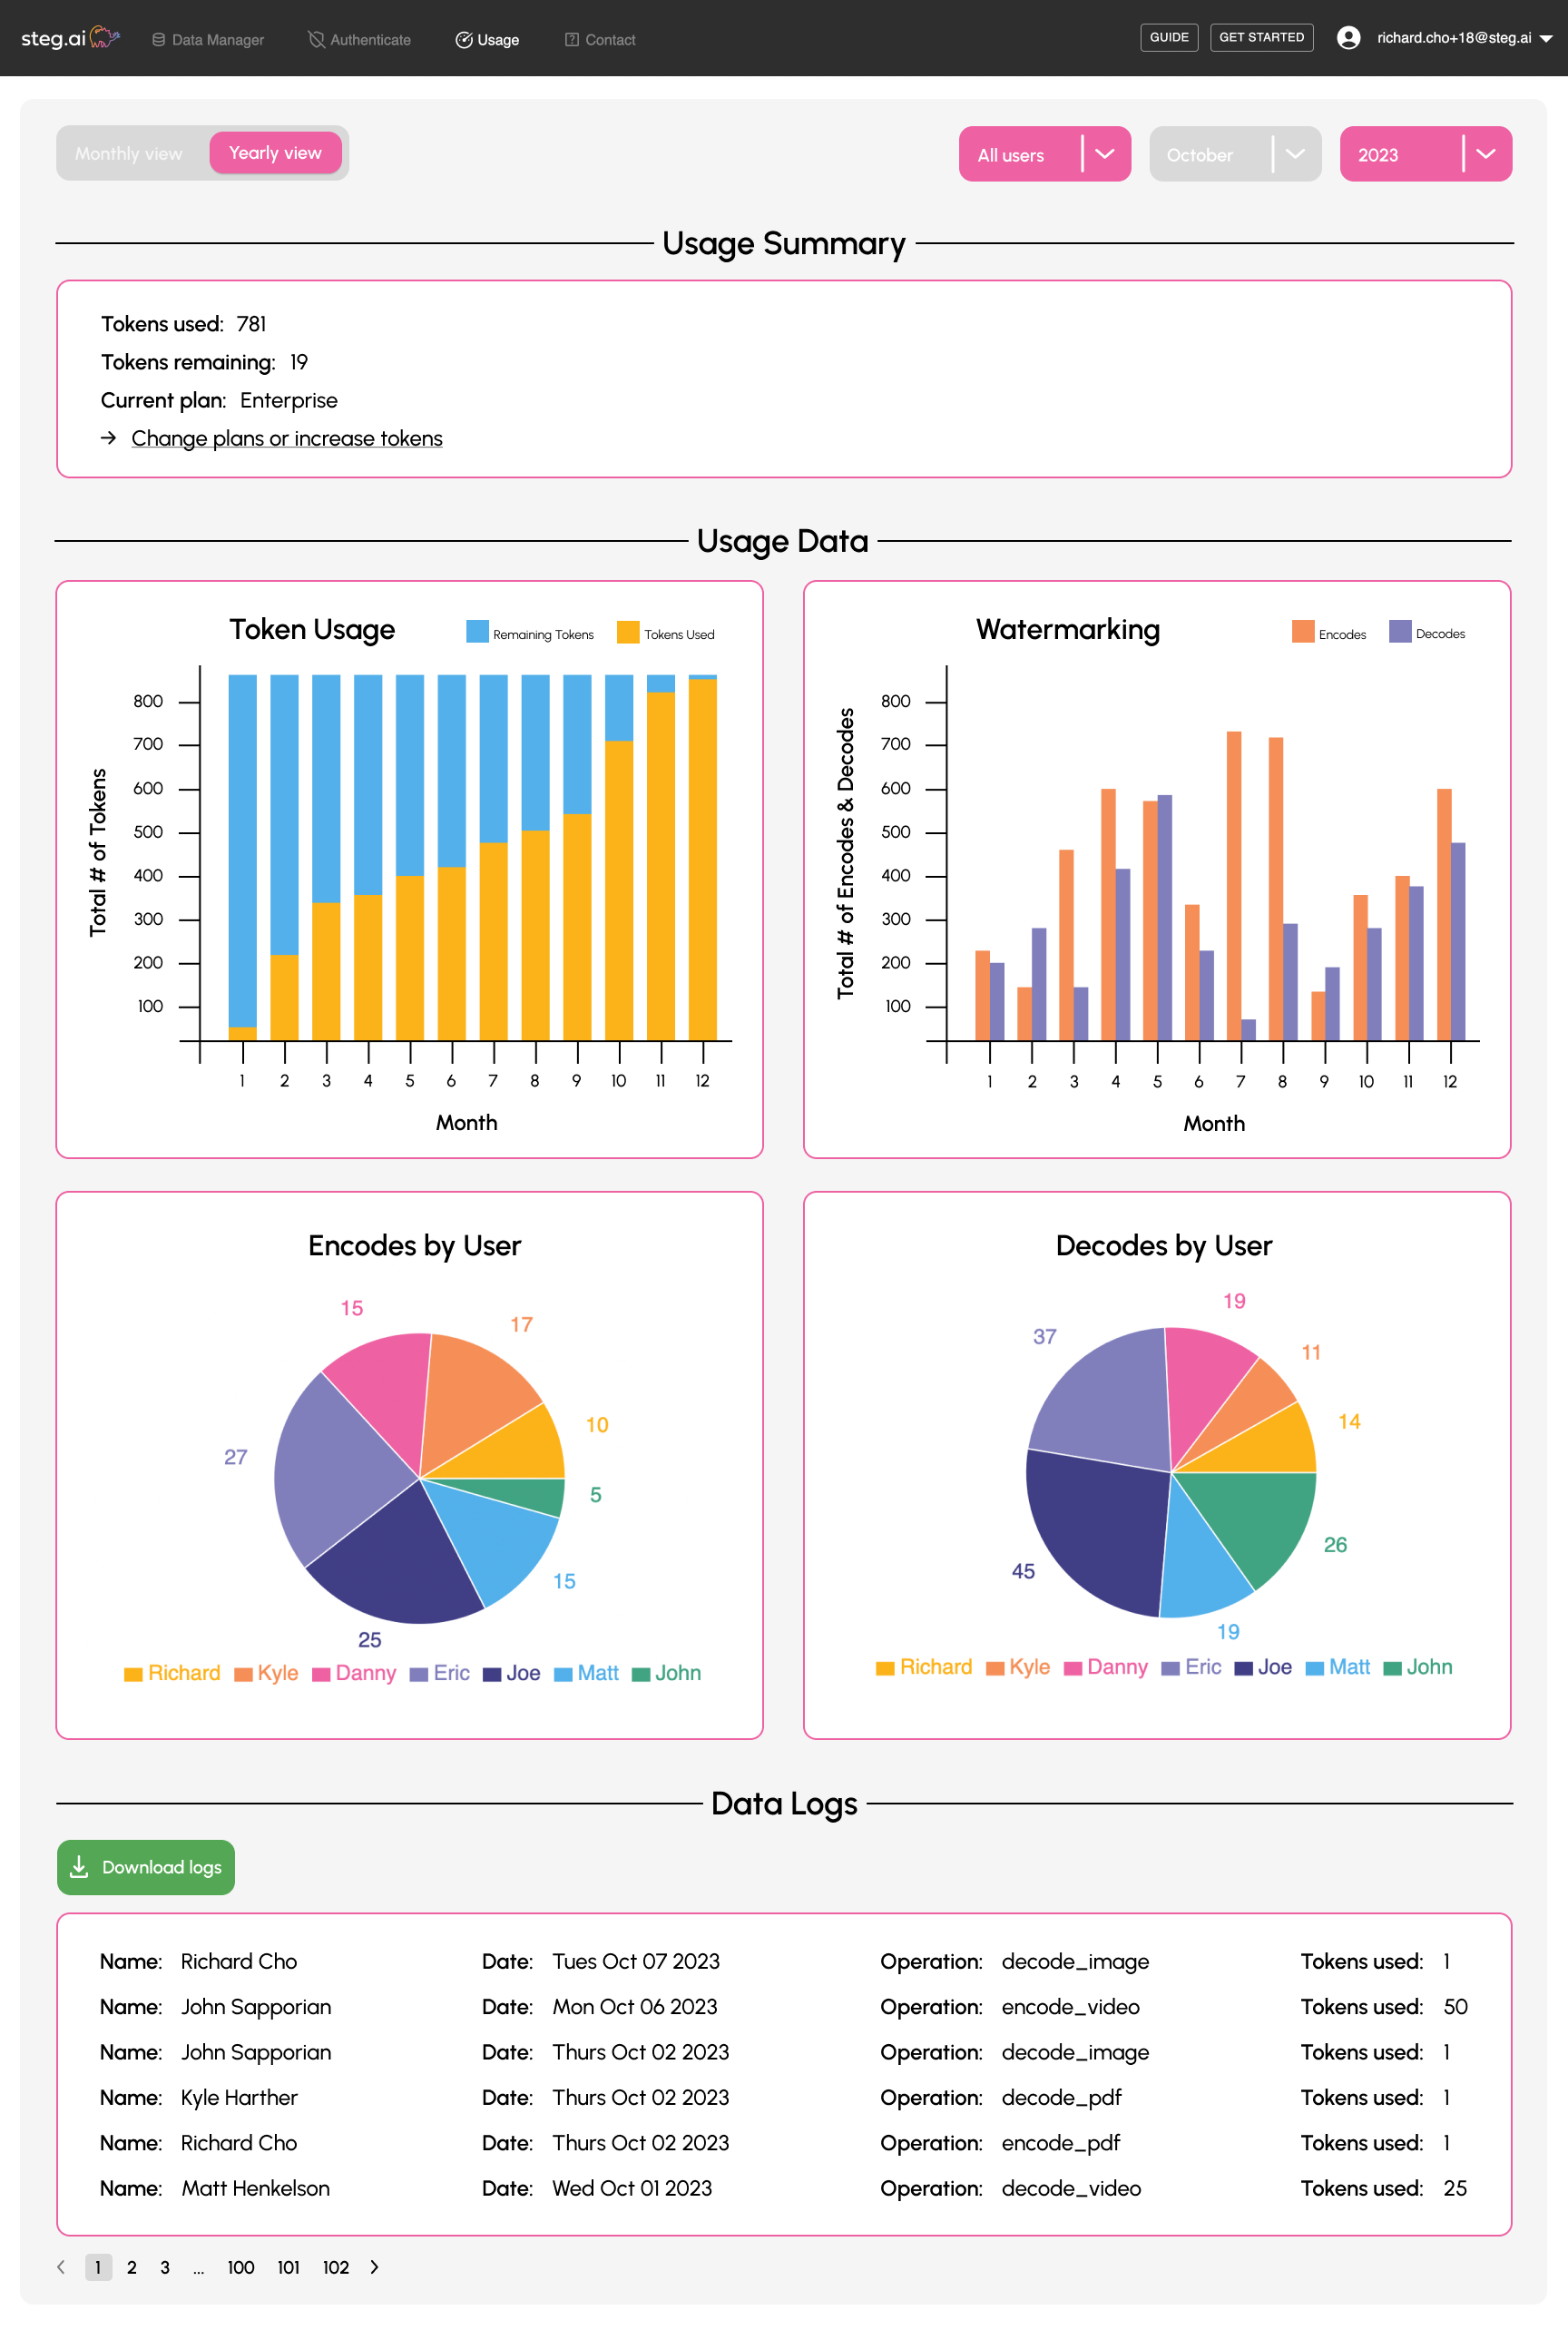 steg.ai Data Manager Authenticate Usage Contact GUIDE GET STARTED richard.cho+18@steg.ai
Monthly view Yearly view All users October 2023
Usage Summary
Tokens used: 781
Tokens remaining: 19
Current plan: Enterprise
→ Change plans or increase tokens
Usage Data
Token Usage Remaining Tokens Tokens Used
Total # of Tokens
800
700
600
500
400
300
200
100
1 2 3 4 5 6 7 8 9 10 11 12
Month
Watermarking Encodes Decodes
Total # of Encodes & Decodes
800
700
600
500
400
300
200
100
1 2 3 4 5 6 7 8 9 10 11 12
Month
Encodes by User
15
17
10
27
5
15
25
Richard Kyle Danny Eric Joe Matt John
Decodes by User
19
37
11
14
26
45
19
Richard Kyle Danny Eric Joe Matt John
Data Logs
Download logs
Name: Richard Cho Date: Tues Oct 07 2023 Operation: decode_image Tokens used: 1
Name: John Sapporian Date: Mon Oct 06 2023 Operation: encode_video Tokens used: 50
Name: John Sapporian Date: Thurs Oct 02 2023 Operation: decode_image Tokens used: 1
Name: Kyle Harther Date: Thurs Oct 02 2023 Operation: decode_pdf Tokens used: 1
Name: Richard Cho Date: Thurs Oct 02 2023 Operation: encode_pdf Tokens used: 1
Name: Matt Henkelson Date: Wed Oct 01 2023 Operation: decode_video Tokens used: 25
1 2 3 ... 100 101 102